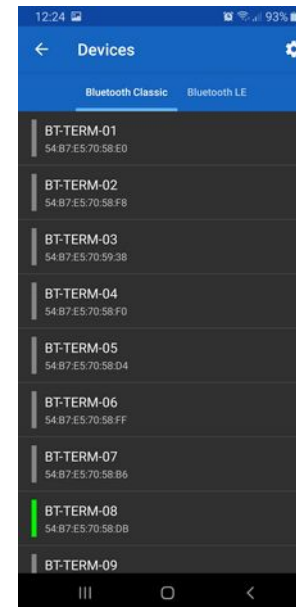 12:24 93%
Devices
Bluetooth Classic Bluetooth LE
BT-TERM-01
54:B7:E5:70:58:E0
BT-TERM-02
54:B7:E5:70:58:F8
BT-TERM-03
54:B7:E5:70:59:38
BT-TERM-04
54:B7:E5:70:58:F0
BT-TERM-05
54:B7:E5:70:58:D4
BT-TERM-06
54:B7:E5:70:58:FF
BT-TERM-07
54:B7:E5:70:58:B6
BT-TERM-08
54:B7:E5:70:58:DB
BT-TERM-09